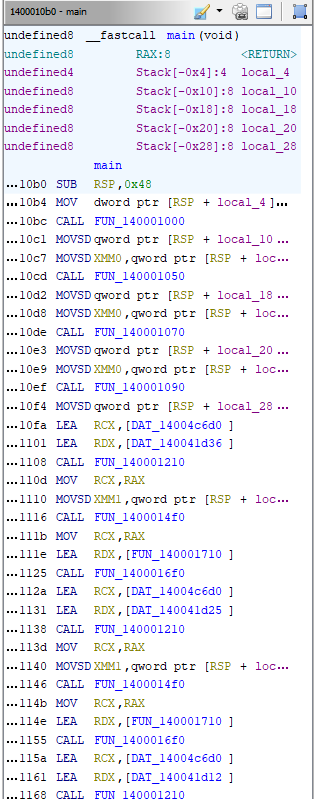 1400010b0 - main
undefined8 __fastcall main(void)
undefined8 RAX:8 <RETURN>
undefined4 Stack[-0x4]:4 local_4
undefined8 Stack[-0x10]:8 local_10
undefined8 Stack[-0x18]:8 local_18
undefined8 Stack[-0x20]:8 local_20
undefined8 Stack[-0x28]:8 local_28
main
...10b0 SUB RSP,0x48
...10b4 MOV dword ptr [RSP + local_4]...
...10bc CALL FUN_140001000
...10c1 MOVSD qword ptr [RSP + local_10 ...
...10c7 MOVSD XMM0,qword ptr [RSP + loc...
...10cd CALL FUN_140001050
...10d2 MOVSD qword ptr [RSP + local_18 ...
...10d8 MOVSD XMM0,qword ptr [RSP + loc...
...10de CALL FUN_140001070
...10e3 MOVSD qword ptr [RSP + local_20 ...
...10e9 MOVSD XMM0,qword ptr [RSP + loc...
...10ef CALL FUN_140001090
...10f4 MOVSD qword ptr [RSP + local_28 ...
...10fa LEA RCX,[DAT_14004c6d0 ]
...1101 LEA RDX,[DAT_140041d36 ]
...1108 CALL FUN_140001210
...110d MOV RCX,RAX
...1110 MOVSD XMM1,qword ptr [RSP + loc...
...1116 CALL FUN_1400014f0
...111b MOV RCX,RAX
...111e LEA RDX,[FUN_140001710 ]
...1125 CALL FUN_1400016f0
...112a LEA RCX,[DAT_14004c6d0 ]
...1131 LEA RDX,[DAT_140041d25 ]
...1138 CALL FUN_140001210
...113d MOV RCX,RAX
...1140 MOVSD XMM1,qword ptr [RSP + loc...
...1146 CALL FUN_1400014f0
...114b MOV RCX,RAX
...114e LEA RDX,[FUN_140001710 ]
...1155 CALL FUN_1400016f0
...115a LEA RCX,[DAT_14004c6d0 ]
...1161 LEA RDX,[DAT_140041d12 ]
...1168 CALL FUN_140001210